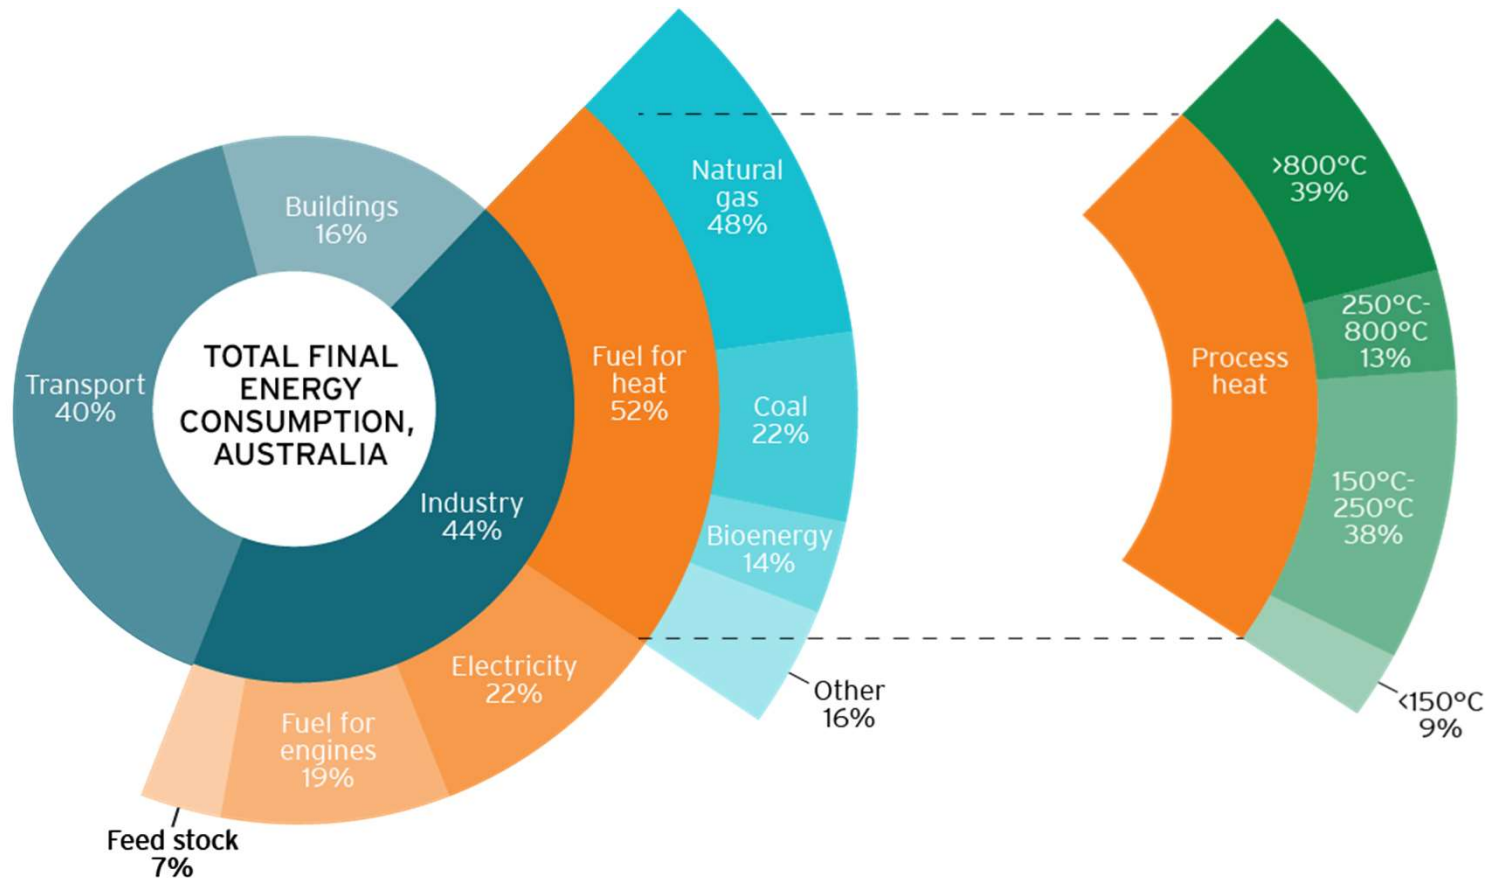 TOTAL FINAL
ENERGY
CONSUMPTION,
AUSTRALIA
Transport
40%
Buildings
16%
Industry
44%
Fuel for
heat
52%
Electricity
22%
Fuel for
engines
19%
Feed stock
7%
Natural
gas
48%
Coal
22%
Bioenergy
14%
Other
16%
Process
heat
>800°C
39%
250°C-
800°C
13%
150°C-
250°C
38%
<150°C
9%